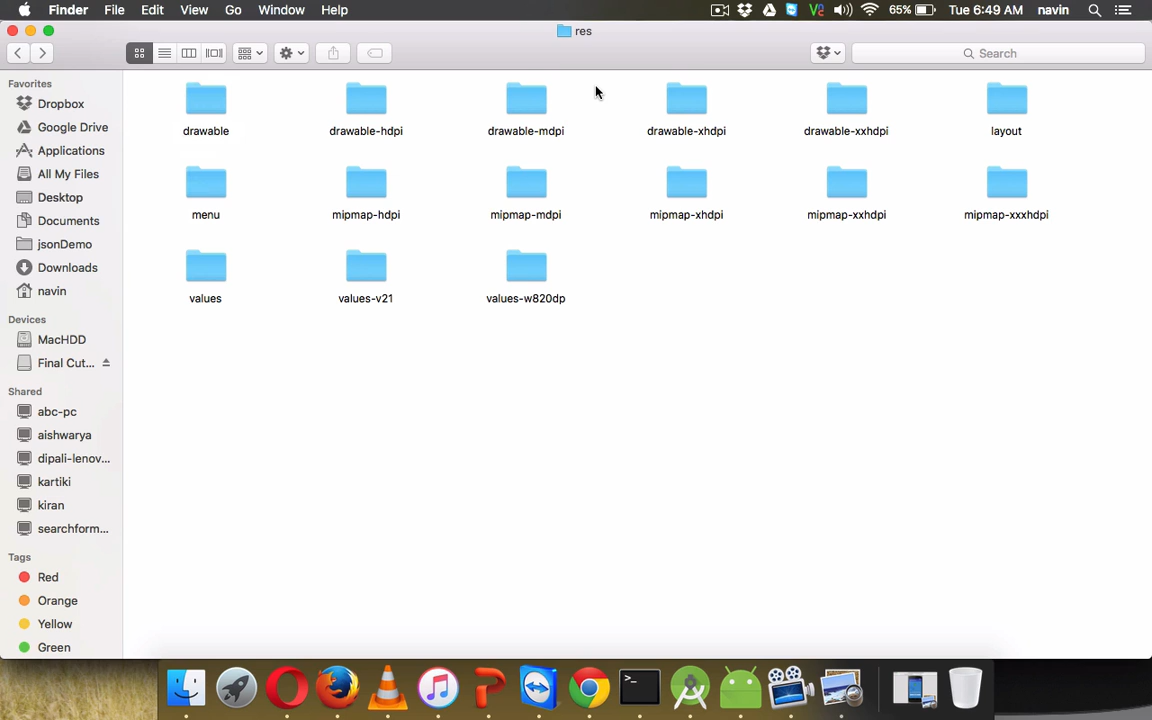 Finder File Edit View Go Window Help 65% Tue 6:49 AM navin
res
Search
Favorites
Dropbox
Google Drive
Applications
All My Files
Desktop
Documents
jsonDemo
Downloads
navin
Devices
MacHDD
Final Cut...
Shared
abc-pc
aishwarya
dipali-lenov...
kartiki
kiran
searchform...
Tags
Red
Orange
Yellow
Green
drawable drawable-hdpi drawable-mdpi drawable-xhdpi drawable-xxhdpi layout
menu mipmap-hdpi mipmap-mdpi mipmap-xhdpi mipmap-xxhdpi mipmap-xxxhdpi
values values-v21 values-w820dp